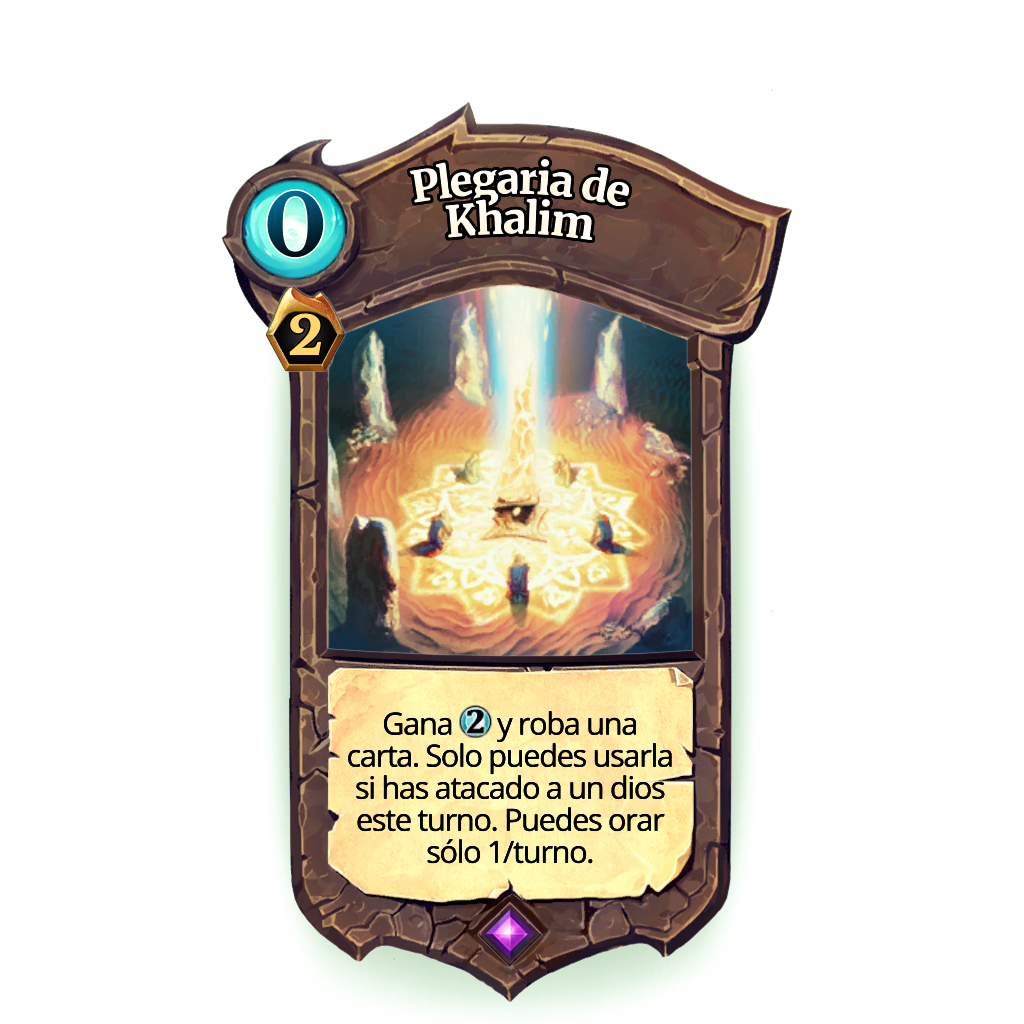 Plegaria de
Khalim
0
2
Gana 2 y roba una
carta. Solo puedes usarla
si has atacado a un dios
este turno. Puedes orar
sólo 1/turno.